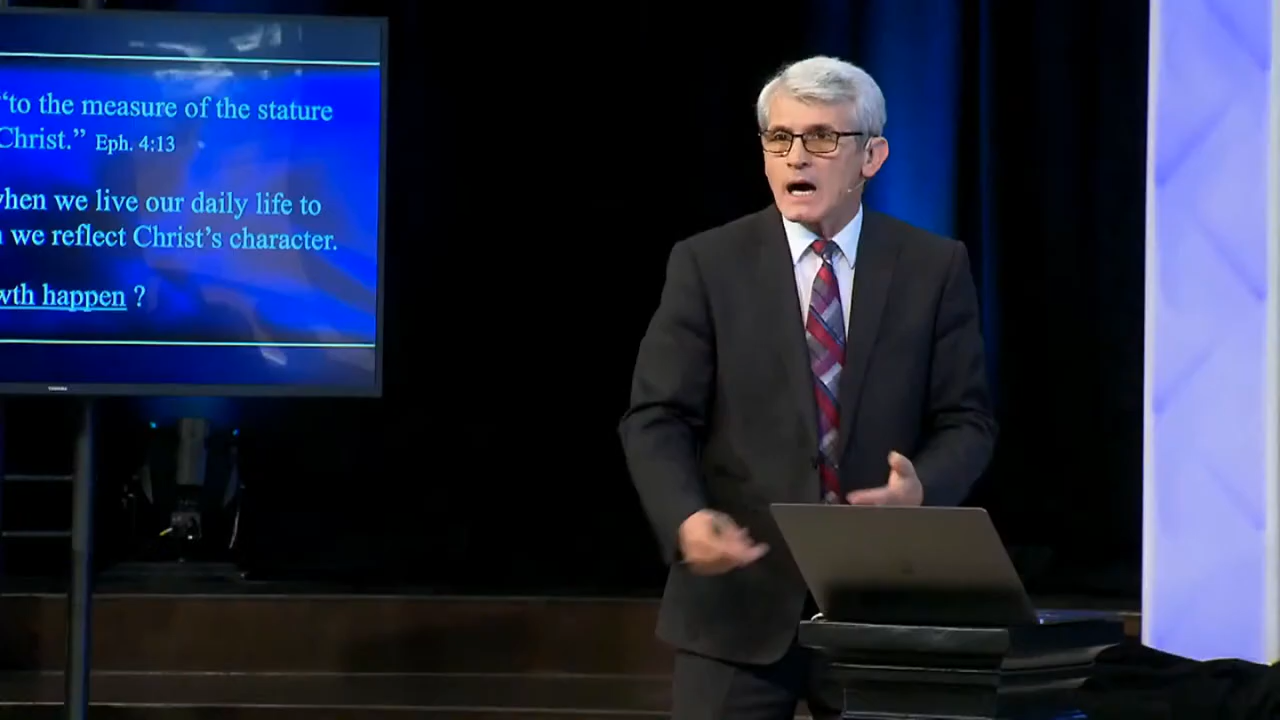 “to the measure of the stature
Christ.” Eph. 4:13
when we live our daily life to
we reflect Christ’s character.
wth happen ?
TOSHIBA